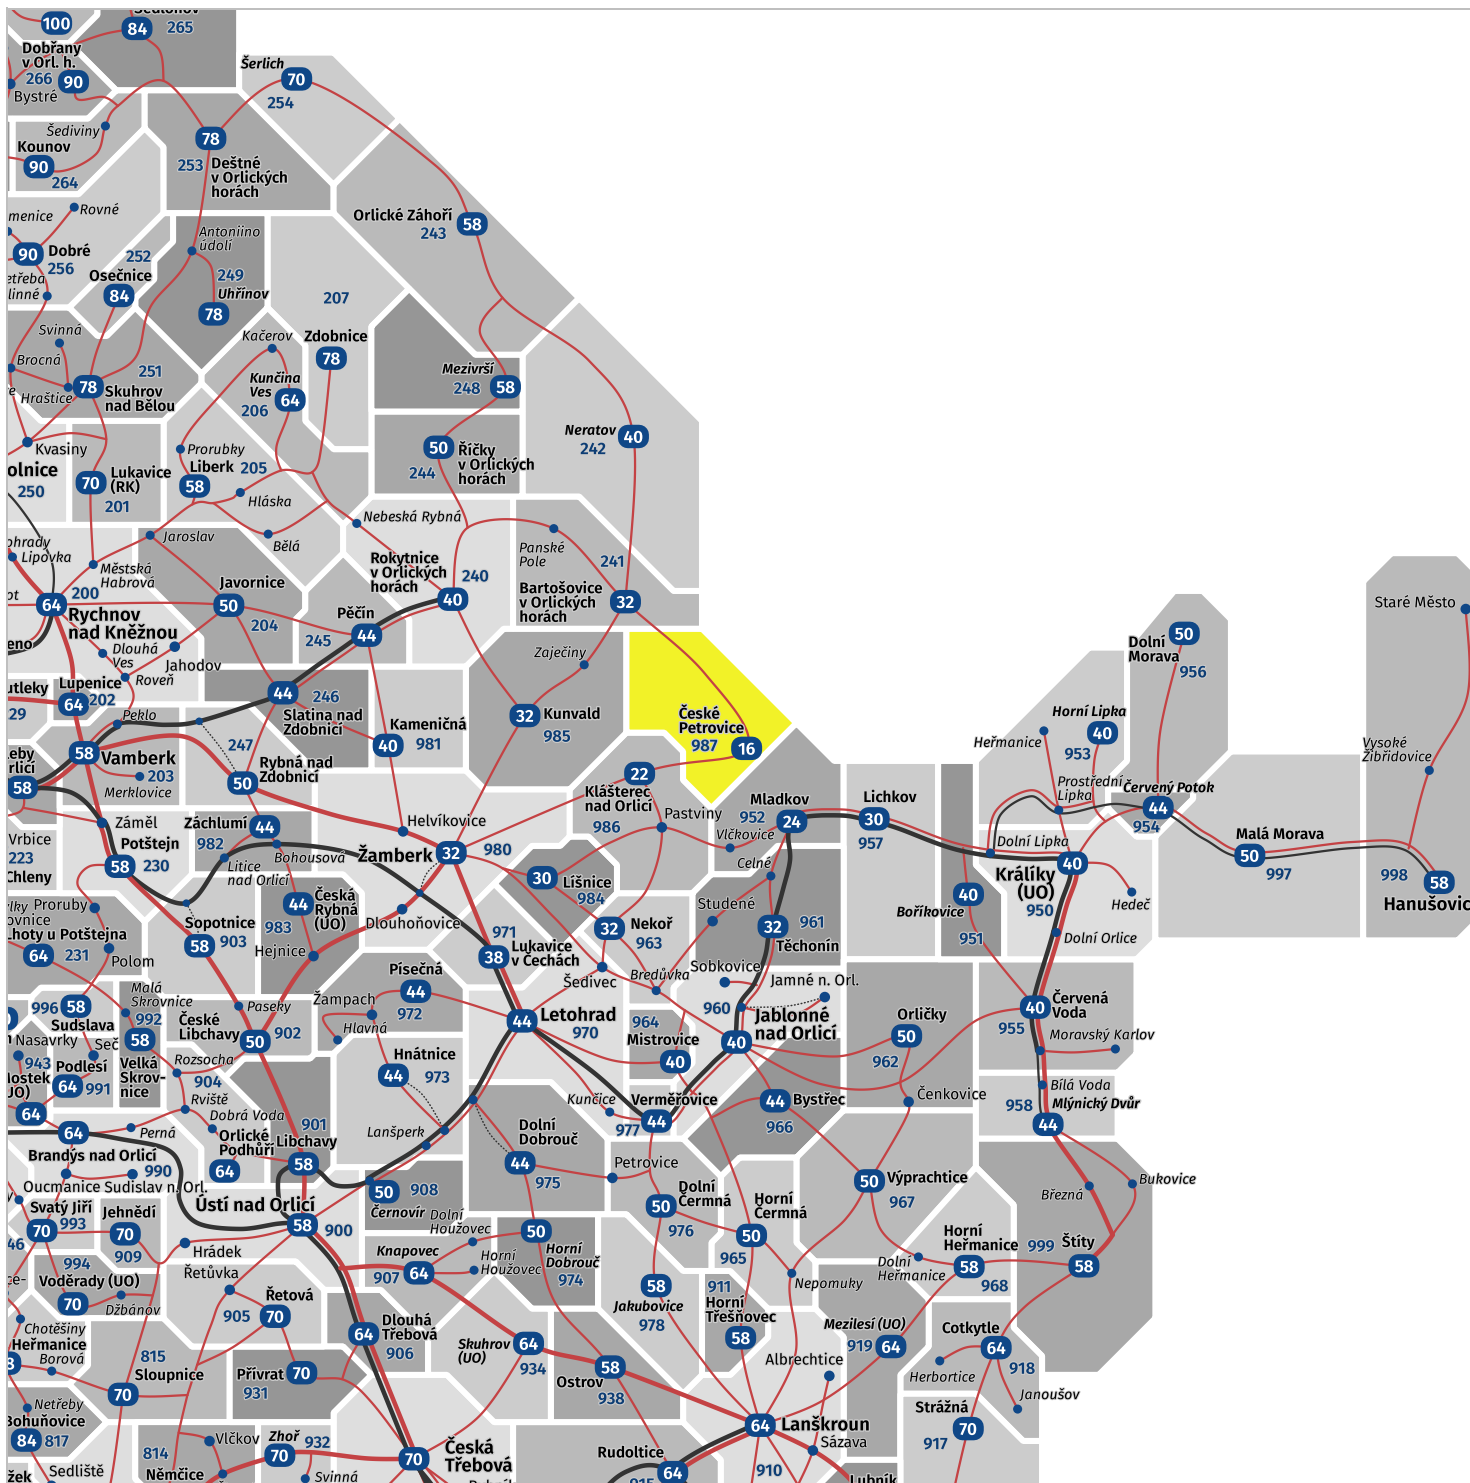 100
84
265
Dobřany
v Orl. h.
266
90
Bystré
Šerlich
70
254
Šediviny
Kounov
90
264
78
253
Deštné
v Orlických
horách
Rovné
menice
90
Dobré
256
252
Osečnice
84
Antoniino
údolí
249
Uhřínov
78
Orlické Záhoří
58
243
207
Svinná
Brocná
Hraštice
78
251
Skuhrov
nad Bělou
Kačerov
Kunčina
Ves
206
64
Zdobnice
78
Mezivrší
248
58
Neratov
242
40
50
244
Říčky
v Orlických
horách
Kvasiny
olnice
250
70
Lukavice
(RK)
201
Prorubky
Liberk
205
58
Hláska
Bělá
Nebeská Rybná
Jaroslav
ohrady
Lipovka
Městská
Habrová
200
64
Rychnov
nad Kněžnou
Javornice
50
204
Pěčín
245
44
Rokytnice
v Orlických
horách
240
40
Panské
Pole
241
Bartošovice
v Orlických
horách
32
Dlouhá
Ves
Jahodov
Roveň
Lupenice
64
202
utleky
29
Peklo
44
246
Slatina nad
Zdobnicí
Kameničná
40
981
Zaječiny
32
Kunvald
985
České
Petrovice
987
16
58
Vamberk
203
Merklovice
247
50
Rybná nad
Zdobnicí
58
22
Klášterec
nad Orlicí
986
Pastviny
Mladkov
952
24
Vlčkovice
Lichkov
30
957
Vrbice
223
Chleny
Záměl
Potštejn
58
230
Záchlumí
44
982
Bohousová
Litice
nad Orlicí
Helvíkovice
Žamberk
32
980
30
Líšnice
984
Celné
Studené
32
961
Těchonín
Heřmanice
Horní Lipka
953
40
Prostřední
Lipka
Dolní Lipka
Dolní
Morava
50
956
Červený Potok
44
954
Malá Morava
50
997
Staré Město
Vysoké
Žibřidovice
998
58
Hanušovic
Králíky
(UO)
40
950
Hedeč
Dolní Orlice
40
Boříkovice
951
Proruby
Lhoty u Potštejna
64
231
Polom
Sopotnice
58
903
44
983
Česká
Rybná
(UO)
Hejnice
Dlouhoňovice
971
38
Lukavice
v Čechách
32
Nekoř
963
Šedivec
Bredůvka
Sobkovice
Jamné n. Orl.
960
Jablonné
nad Orlicí
40
Malá
Skrovnice
996
58
Sudslava
992
58
Velká
Skrov-
nice
Seč
Nasavrky
943
Podlesí
64
991
64
České
Libchavy
50
902
Paseky
Rozsocha
904
Rviště
Dobrá Voda
Žampach
Hlavná
Písečná
44
972
Hnátnice
44
973
44
Letohrad
970
964
Mistrovice
40
Orličky
50
962
Čenkovice
40
Červená
Voda
955
Moravský Karlov
Bílá Voda
958
Mlýnický Dvůr
44
64
Perná
Brandýs nad Orlicí
990
Oucmanice
Sudislav n. Orl.
901
Orlické
Podhůří
64
Libchavy
58
Lanšperk
Kunčice
977
Verměřovice
44
Dolní
Dobrouč
44
975
Petrovice
44
Bystřec
966
50
Výprachtice
967
Bukovice
Březná
Štíty
999
58
Svatý Jiří
70
993
46
Jehnědí
70
909
994
Hrádek
Ústí nad Orlicí
58
900
50
908
Černovír
Dolní
Houžovec
Horní
Houžovec
Knapovec
907
64
50
Horní
Dobrouč
974
Dolní
Čermná
50
976
Horní
Čermná
50
965
Nepomuky
Dolní
Heřmanice
Horní
Heřmanice
58
968
Voděrady (UO)
70
Džbánov
Řetůvka
905
Řetová
70
Dlouhá
Třebová
64
906
Skuhrov
(UO)
64
934
58
Jakubovice
978
911
Horní
Třešňovec
58
Mezilesí (UO)
919
64
Cotkytle
64
918
Herbortice
Janoušov
Albrechtice
Chotěšiny
Heřmanice
Borová
815
Sloupnice
70
Přívrat
931
70
58
Ostrov
938
Netřeby
Bohuňovice
84
817
Sedliště
814
Vlčkov
Němčice
Zhoř
70
932
Svinná
70
Česká
Třebová
Rudoltice
64
64
Lanškroun
Sázava
910
Strážná
70
917